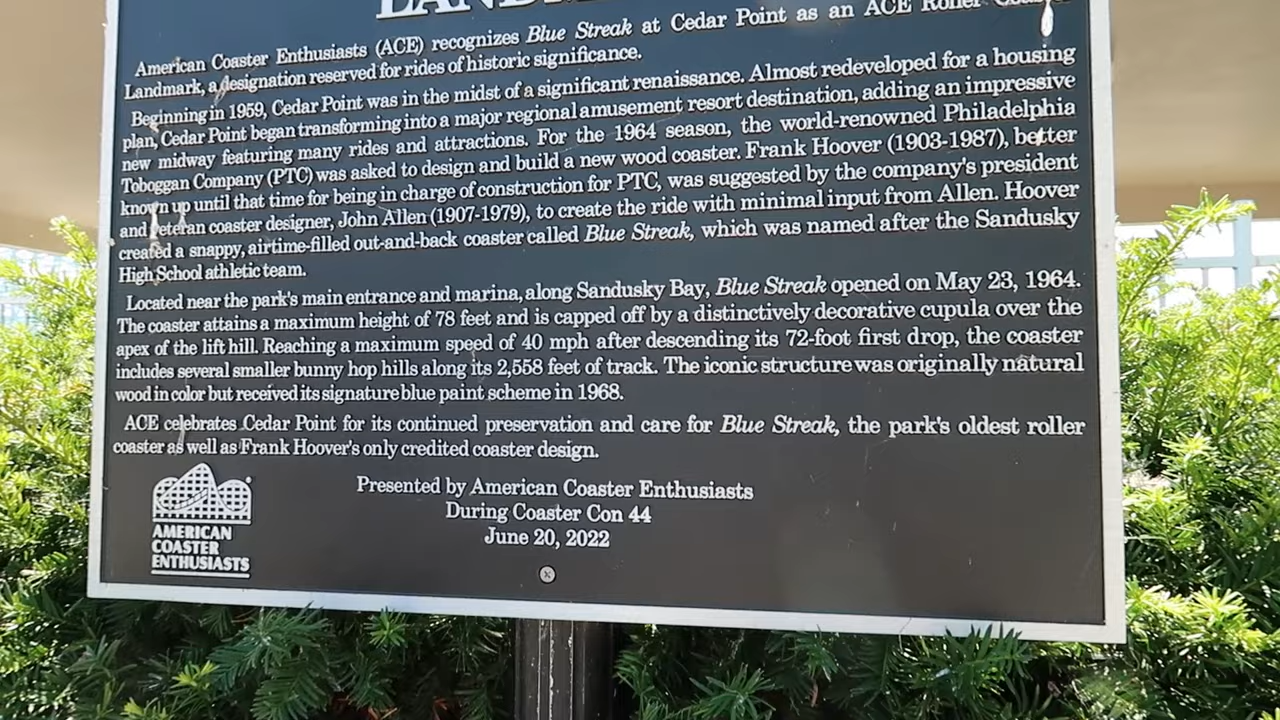 LANDM
American Coaster Enthusiasts (ACE) recognizes Blue Streak at Cedar Point as an ACE Roller Coaster
Landmark, a designation reserved for rides of historic significance.
Beginning in 1959, Cedar Point was in the midst of a significant renaissance. Almost redeveloped for a housing
plan, Cedar Point began transforming into a major regional amusement resort destination, adding an impressive
new midway featuring many rides and attractions. For the 1964 season, the world-renowned Philadelphia
Toboggan Company (PTC) was asked to design and build a new wood coaster. Frank Hoover (1903-1987), better
known up until that time for being in charge of construction for PTC, was suggested by the company's president
and veteran coaster designer, John Allen (1907-1979), to create the ride with minimal input from Allen. Hoover
created a snappy, airtime-filled out-and-back coaster called Blue Streak, which was named after the Sandusky
High School athletic team.
Located near the park's main entrance and marina, along Sandusky Bay, Blue Streak opened on May 23, 1964.
The coaster attains a maximum height of 78 feet and is capped off by a distinctively decorative cupula over the
apex of the lift hill. Reaching a maximum speed of 40 mph after descending its 72-foot first drop, the coaster
includes several smaller bunny hop hills along its 2,558 feet of track. The iconic structure was originally natural
wood in color but received its signature blue paint scheme in 1968.
ACE celebrates Cedar Point for its continued preservation and care for Blue Streak, the park's oldest roller
coaster as well as Frank Hoover's only credited coaster design.
Presented by American Coaster Enthusiasts
During Coaster Con 44
June 20, 2022
AMERICAN
COASTER
ENTHUSIASTS